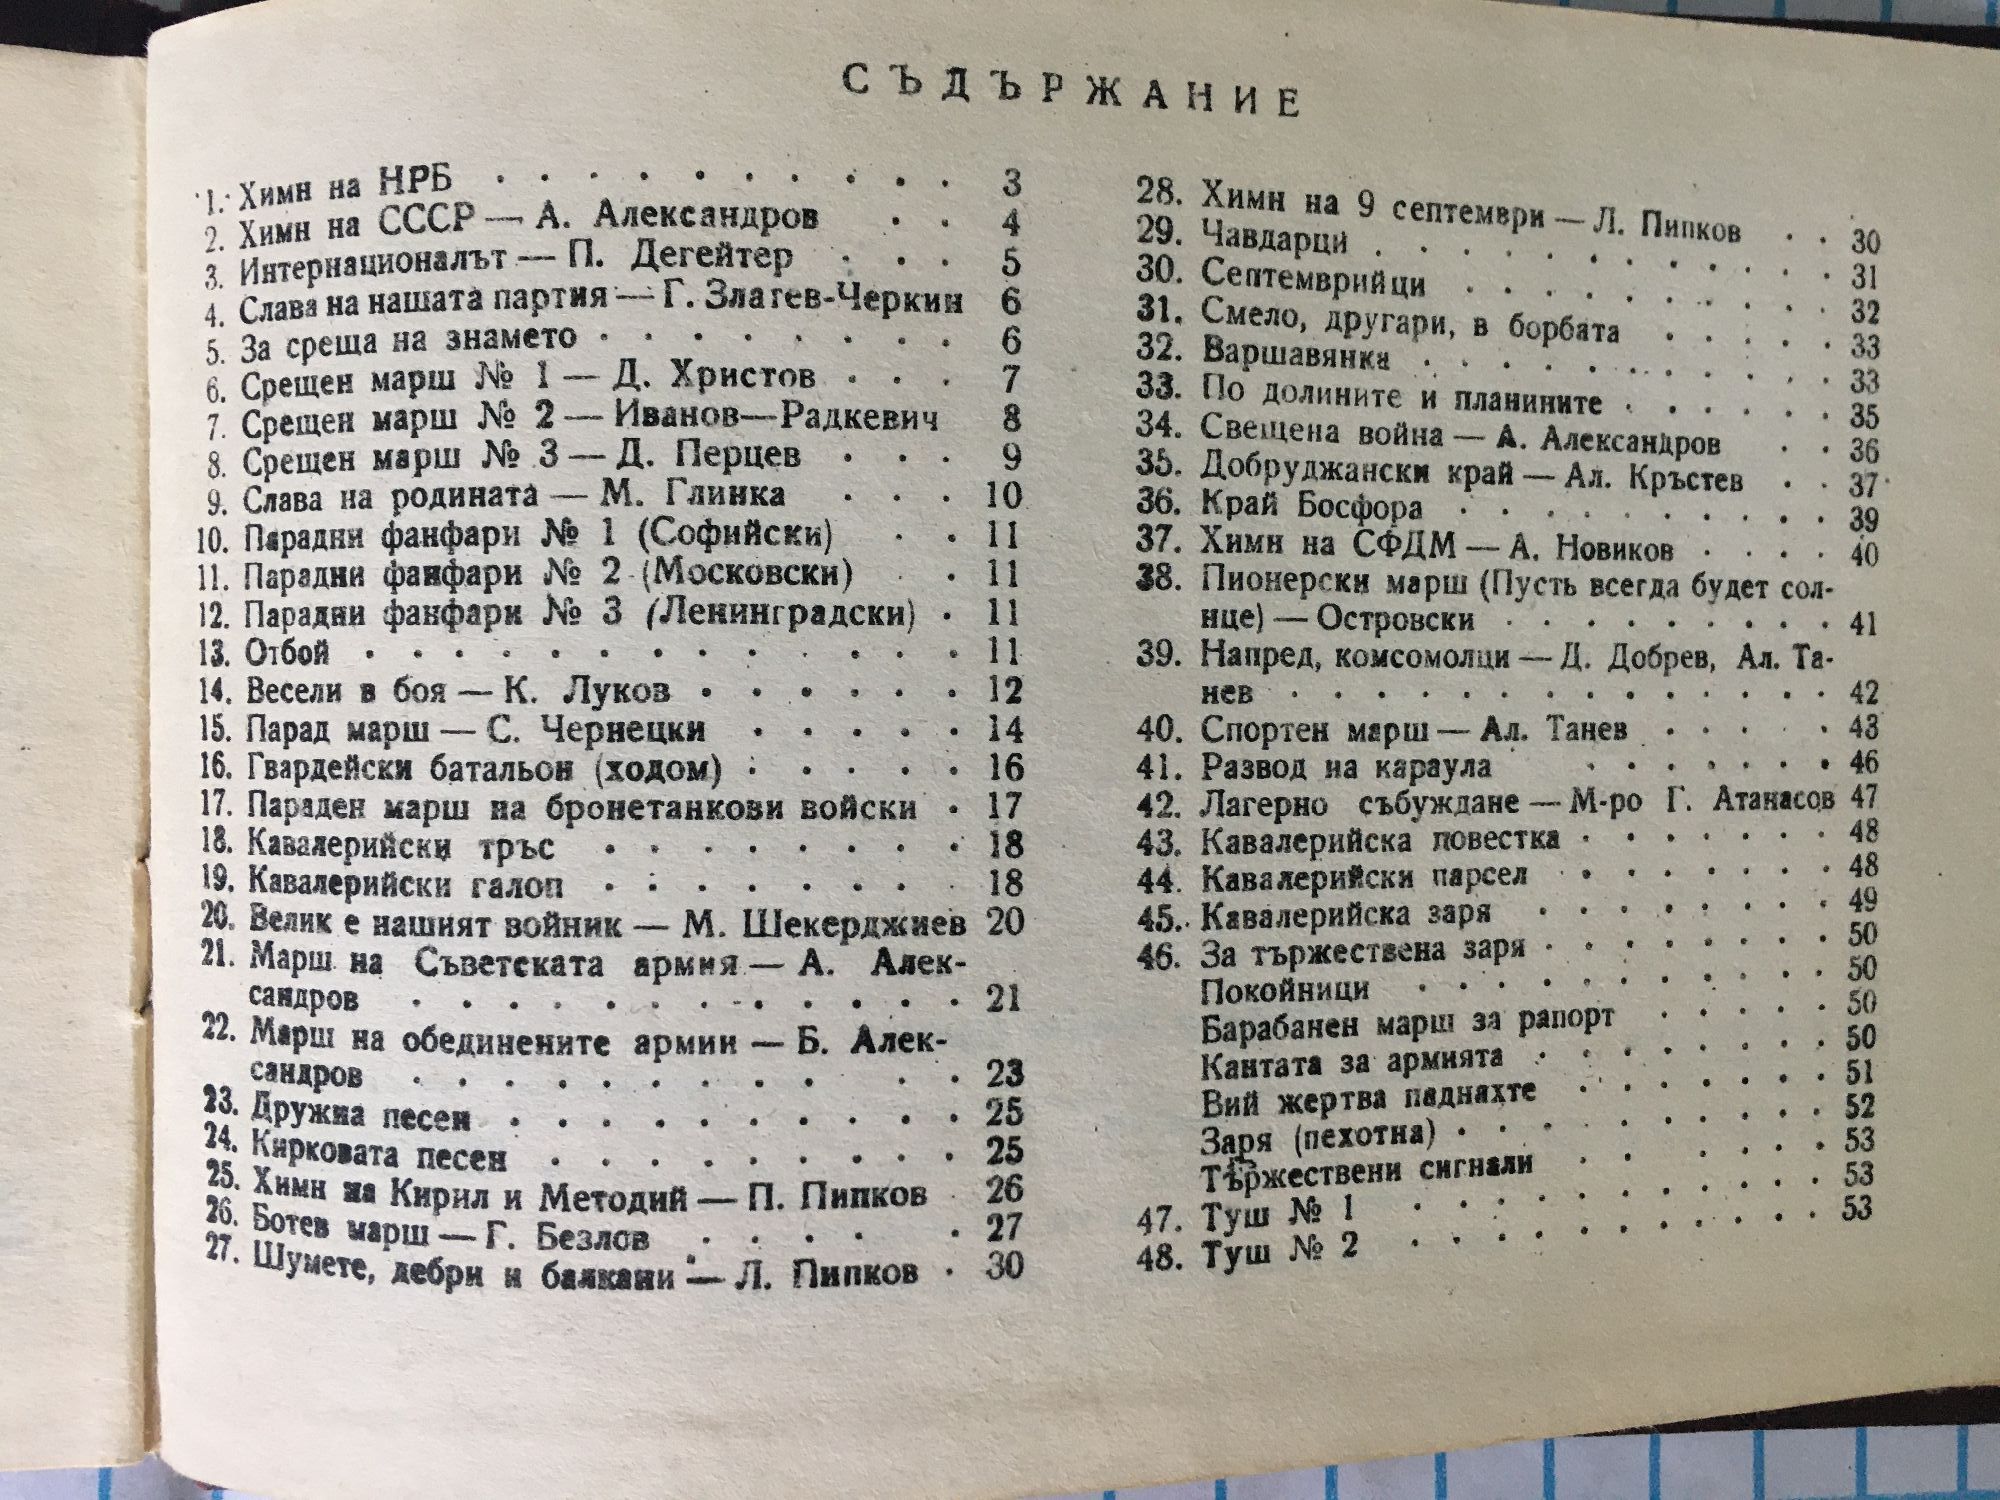 СЪДЪРЖАНИЕ
1. Химн на НРБ . . . . . . . . . . 3
2. Химн на СССР — А. Александров . . 4
3. Интернационалът — П. Дегейтер . . . 5
4. Слава на нашата партия — Г. Златев-Черкин 6
5. За среща на знамето . . . . . . . . 6
6. Срещен марш № 1 — Д. Христов . . . 7
7. Срещен марш № 2 — Иванов—Радкевич 8
8. Срещен марш № 3 — Д. Перцев . . . 9
9. Слава на родината — М. Глинка . . . 10
10. Парадни фанфари № 1 (Софийски) . . 11
11. Парадни фанфари № 2 (Московски) . 11
12. Парадни фанфари № 3 (Ленинградски) . 11
13. Отбой . . . . . . . . . . . . . 11
14. Весели в боя — К. Луков . . . . . . 12
15. Парад марш — С. Чернецки . . . . . 14
16. Гвардейски батальон (ходом) . . . . . 16
17. Параден марш на бронетанкови войски . 17
18. Кавалерийски тръс . . . . . . . . 18
19. Кавалерийски галоп . . . . . . . 18
20. Велик е нашият войник — М. Шекерджиев 20
21. Марш на Съветската армия — А. Алек-
сандров . . . . . . . . . . . . 21
22. Марш на обединените армии — Б. Алек-
сандров . . . . . . . . . . . 23
23. Дружна песен . . . . . . . . . . 25
24. Кирковата песен . . . . . . . . . 25
25. Химн на Кирил и Методий — П. Пипков . 26
26. Ботев марш — Г. Безлов . . . . . 27
27. Шумете, дебри и балкани — Л. Пипков . 30
28. Химн на 9 септември — Л. Пипков . . 30
29. Чавдарци . . . . . . . . . . . 31
30. Септемврийци . . . . . . . . . 32
31. Смело, другари, в борбата . . . . . 33
32. Варшавянка . . . . . . . . . . 33
33. По долините и планините . . . . . . 35
34. Свещена война — А. Александров . . 36
35. Добруджански край — Ал. Кръстев . . 37
36. Край Босфора . . . . . . . . . 39
37. Химн на СФДМ — А. Новиков . . . . 40
38. Пионерски марш (Пусть всегда будет сол-
нце) — Островски . . . . . . . . . 41
39. Напред, комсомолци — Д. Добрев, Ал. Та-
нев . . . . . . . . . . . . . 42
40. Спортен марш — Ал. Танев . . . . . 43
41. Развод на караула . . . . . . . 46
42. Лагерно събуждане — М-ро Г. Атанасов 47
43. Кавалерийска повестка . . . . . . . 48
44. Кавалерийски парсел . . . . . . . 48
45. Кавалерийска заря . . . . . . . . 49
46. За тържествена заря . . . . . . . . 50
Покойници . . . . . . . . . . 50
Барабанен марш за рапорт . . . . . 50
Кантата за армията . . . . . . . . 50
Вий жертва паднахте . . . . . . . 51
Заря (пехотна) . . . . . . . . . 52
Тържествени сигнали . . . . . . 53
47. Туш № 1 . . . . . . . . . . 53
48. Туш № 2 . . . . . . . . . . 53